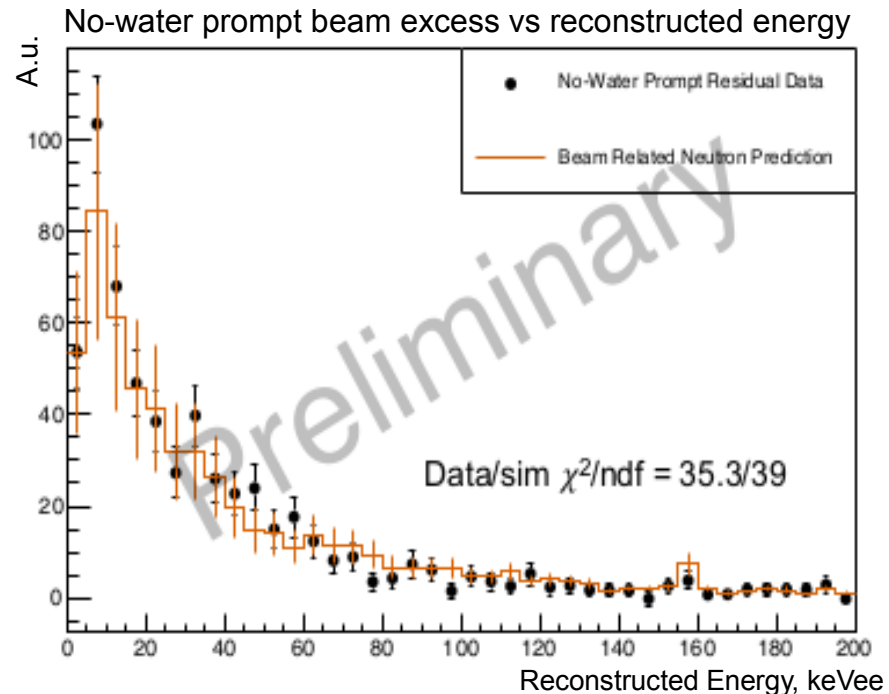 No-water prompt beam excess vs reconstructed energy
A.u.
No-Water Prompt Residual Data
Beam Related Neutron Prediction
Preliminary
Data/sim χ²/ndf = 35.3/39
100
80
60
40
20
0
0 20 40 60 80 100 120 140 160 180 200
Reconstructed Energy, keVee